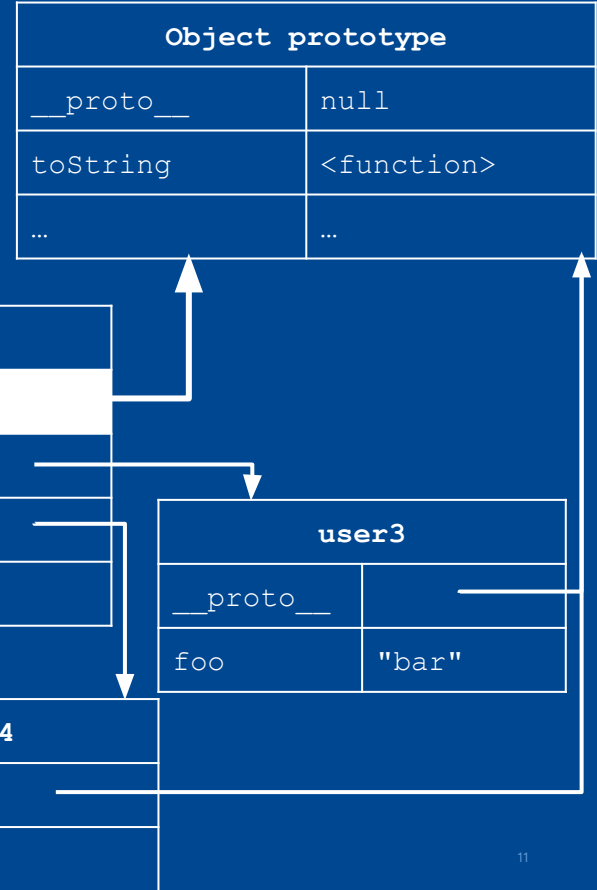 Object prototype
__proto__ null
toString <function>
… …
user3
__proto__
foo "bar"
4
11